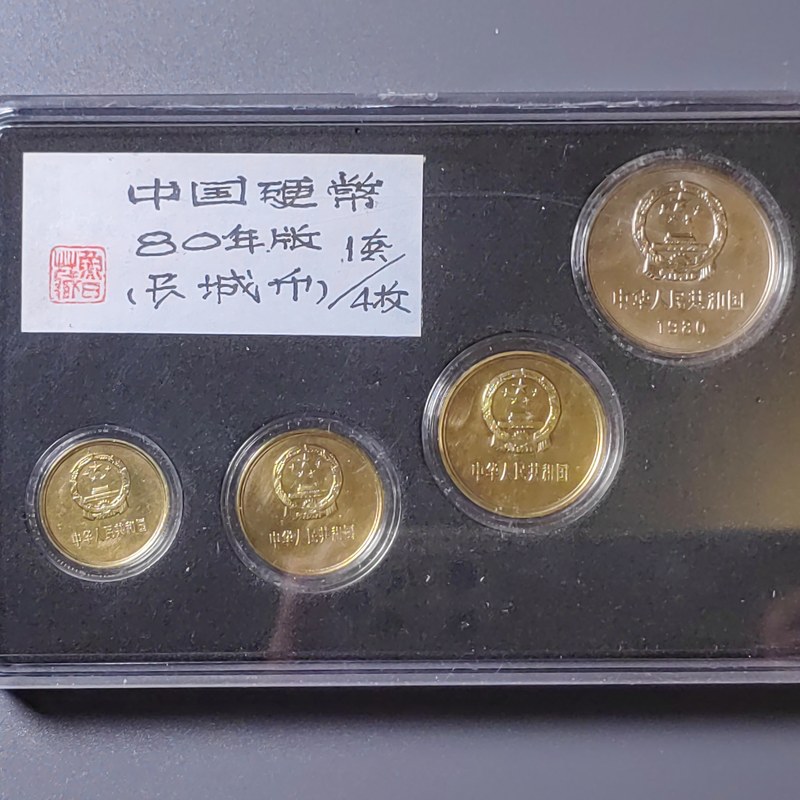 中国硬幣
80年版 1套/4枚
(长城币)
中华人民共和国
1980
中华人民共和国
中华人民共和国
中华人民共和国